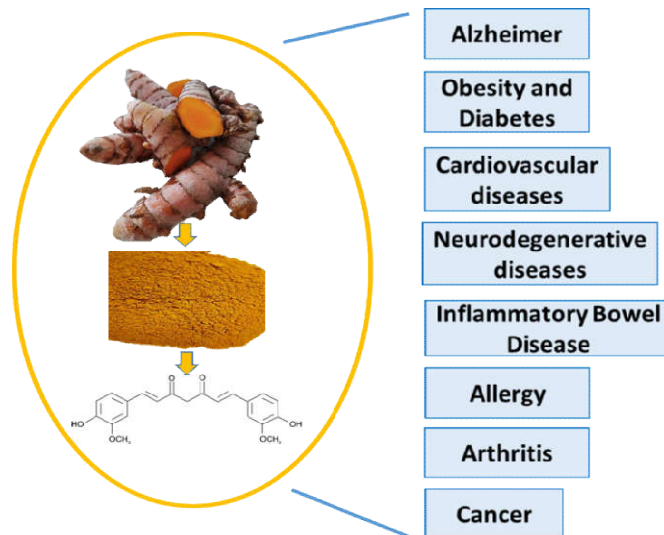 Alzheimer
Obesity and
Diabetes
Cardiovascular
diseases
Neurodegenerative
diseases
Inflammatory Bowel
Disease
Allergy
Arthritis
Cancer
O
O
HO
OCH₃
OCH₃
OH